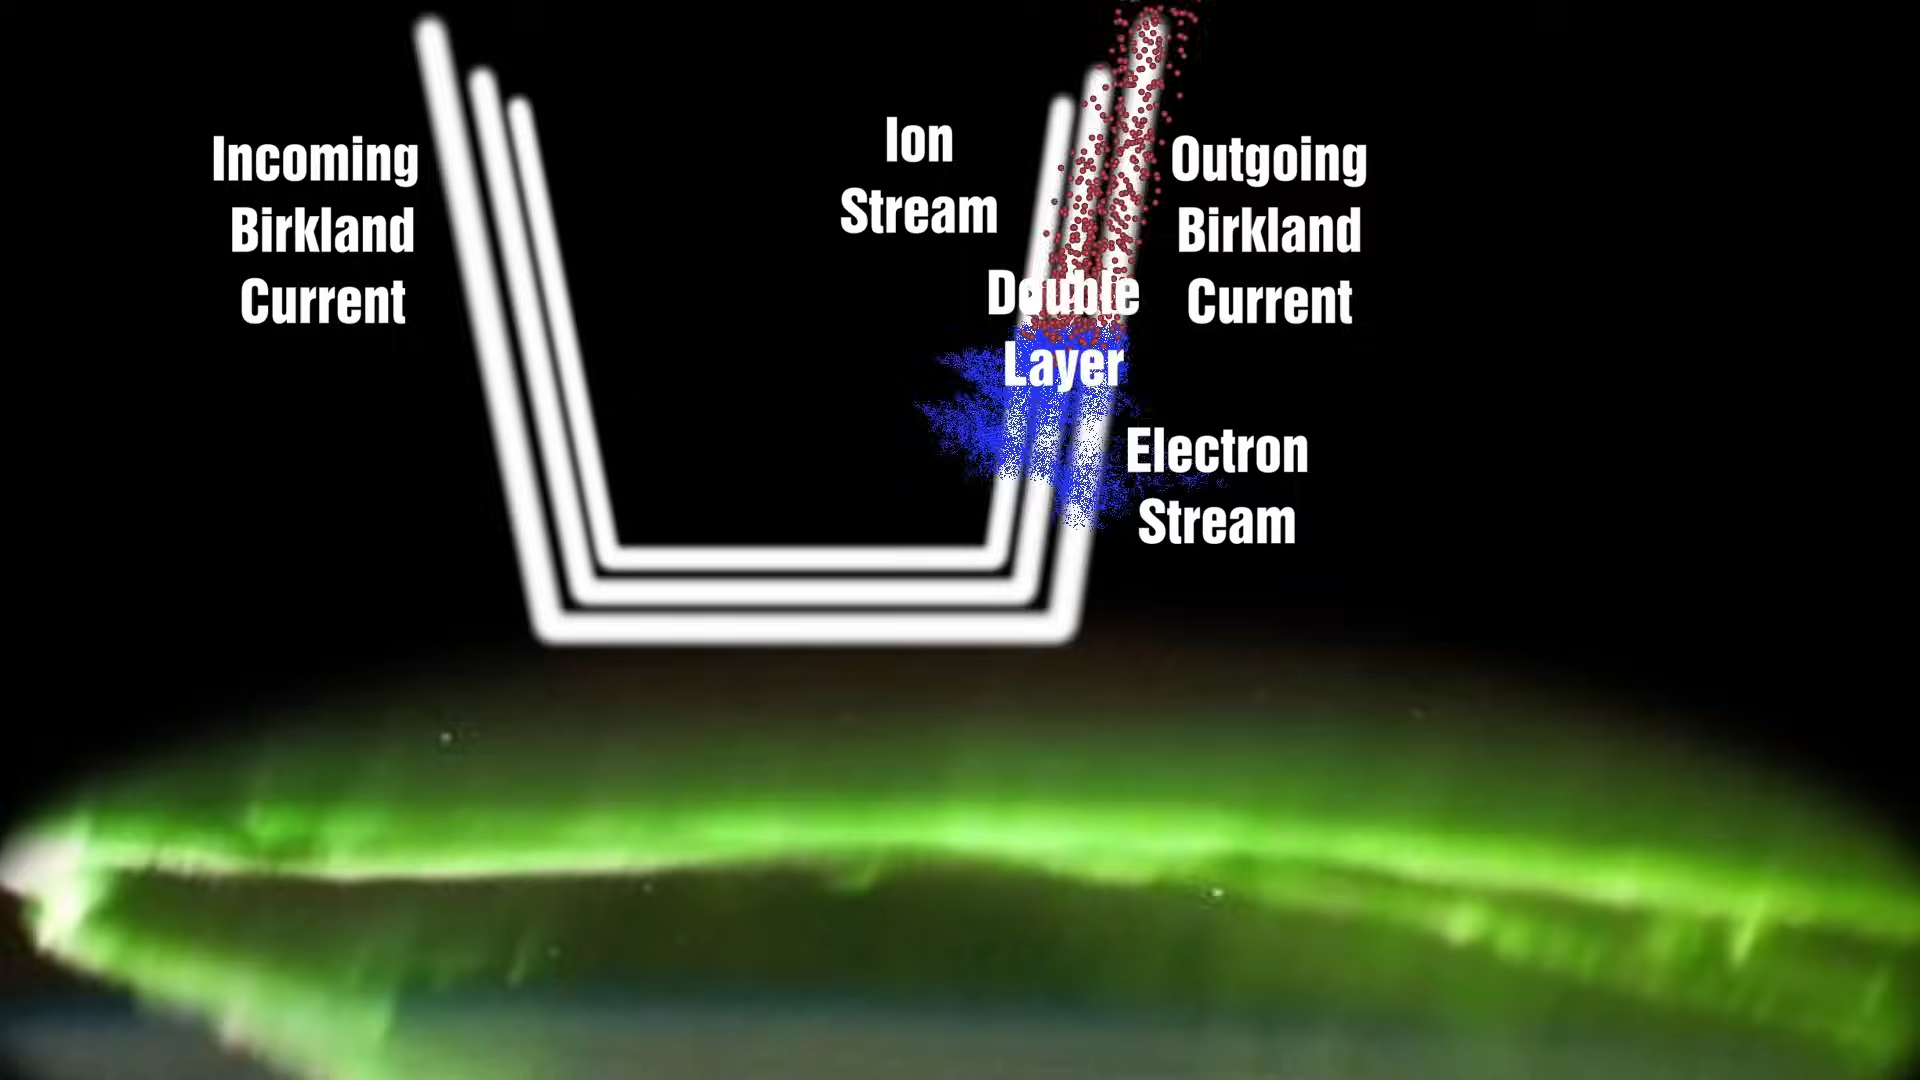 Incoming
Birkland
Current
Ion
Stream
Double
Layer
Outgoing
Birkland
Current
Electron
Stream